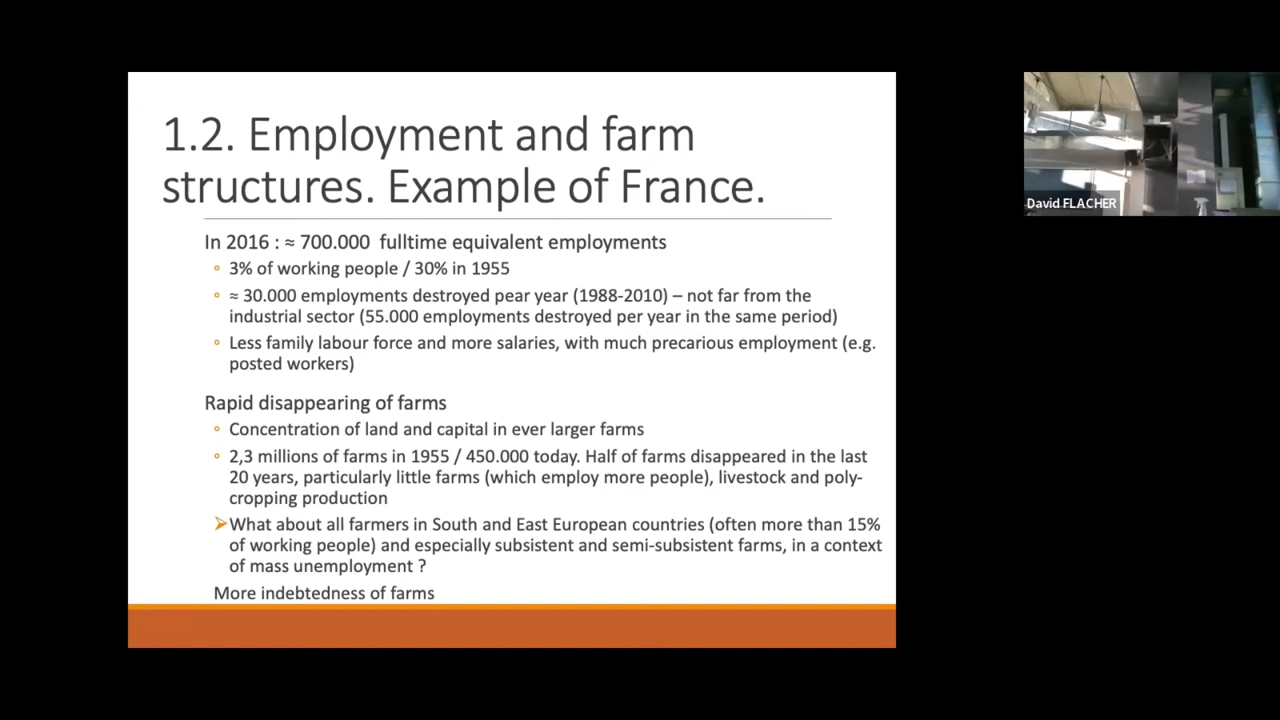 1.2. Employment and farm
structures. Example of France.
In 2016 : ≈ 700.000 fulltime equivalent employments
◦ 3% of working people / 30% in 1955
◦ ≈ 30.000 employments destroyed pear year (1988-2010) – not far from the
industrial sector (55.000 employments destroyed per year in the same period)
◦ Less family labour force and more salaries, with much precarious employment (e.g.
posted workers)
Rapid disappearing of farms
◦ Concentration of land and capital in ever larger farms
◦ 2,3 millions of farms in 1955 / 450.000 today. Half of farms disappeared in the last
20 years, particularly little farms (which employ more people), livestock and poly-
cropping production
➢What about all farmers in South and East European countries (often more than 15%
of working people) and especially subsistent and semi-subsistent farms, in a context
of mass unemployment ?
More indebtedness of farms
David FLACHER